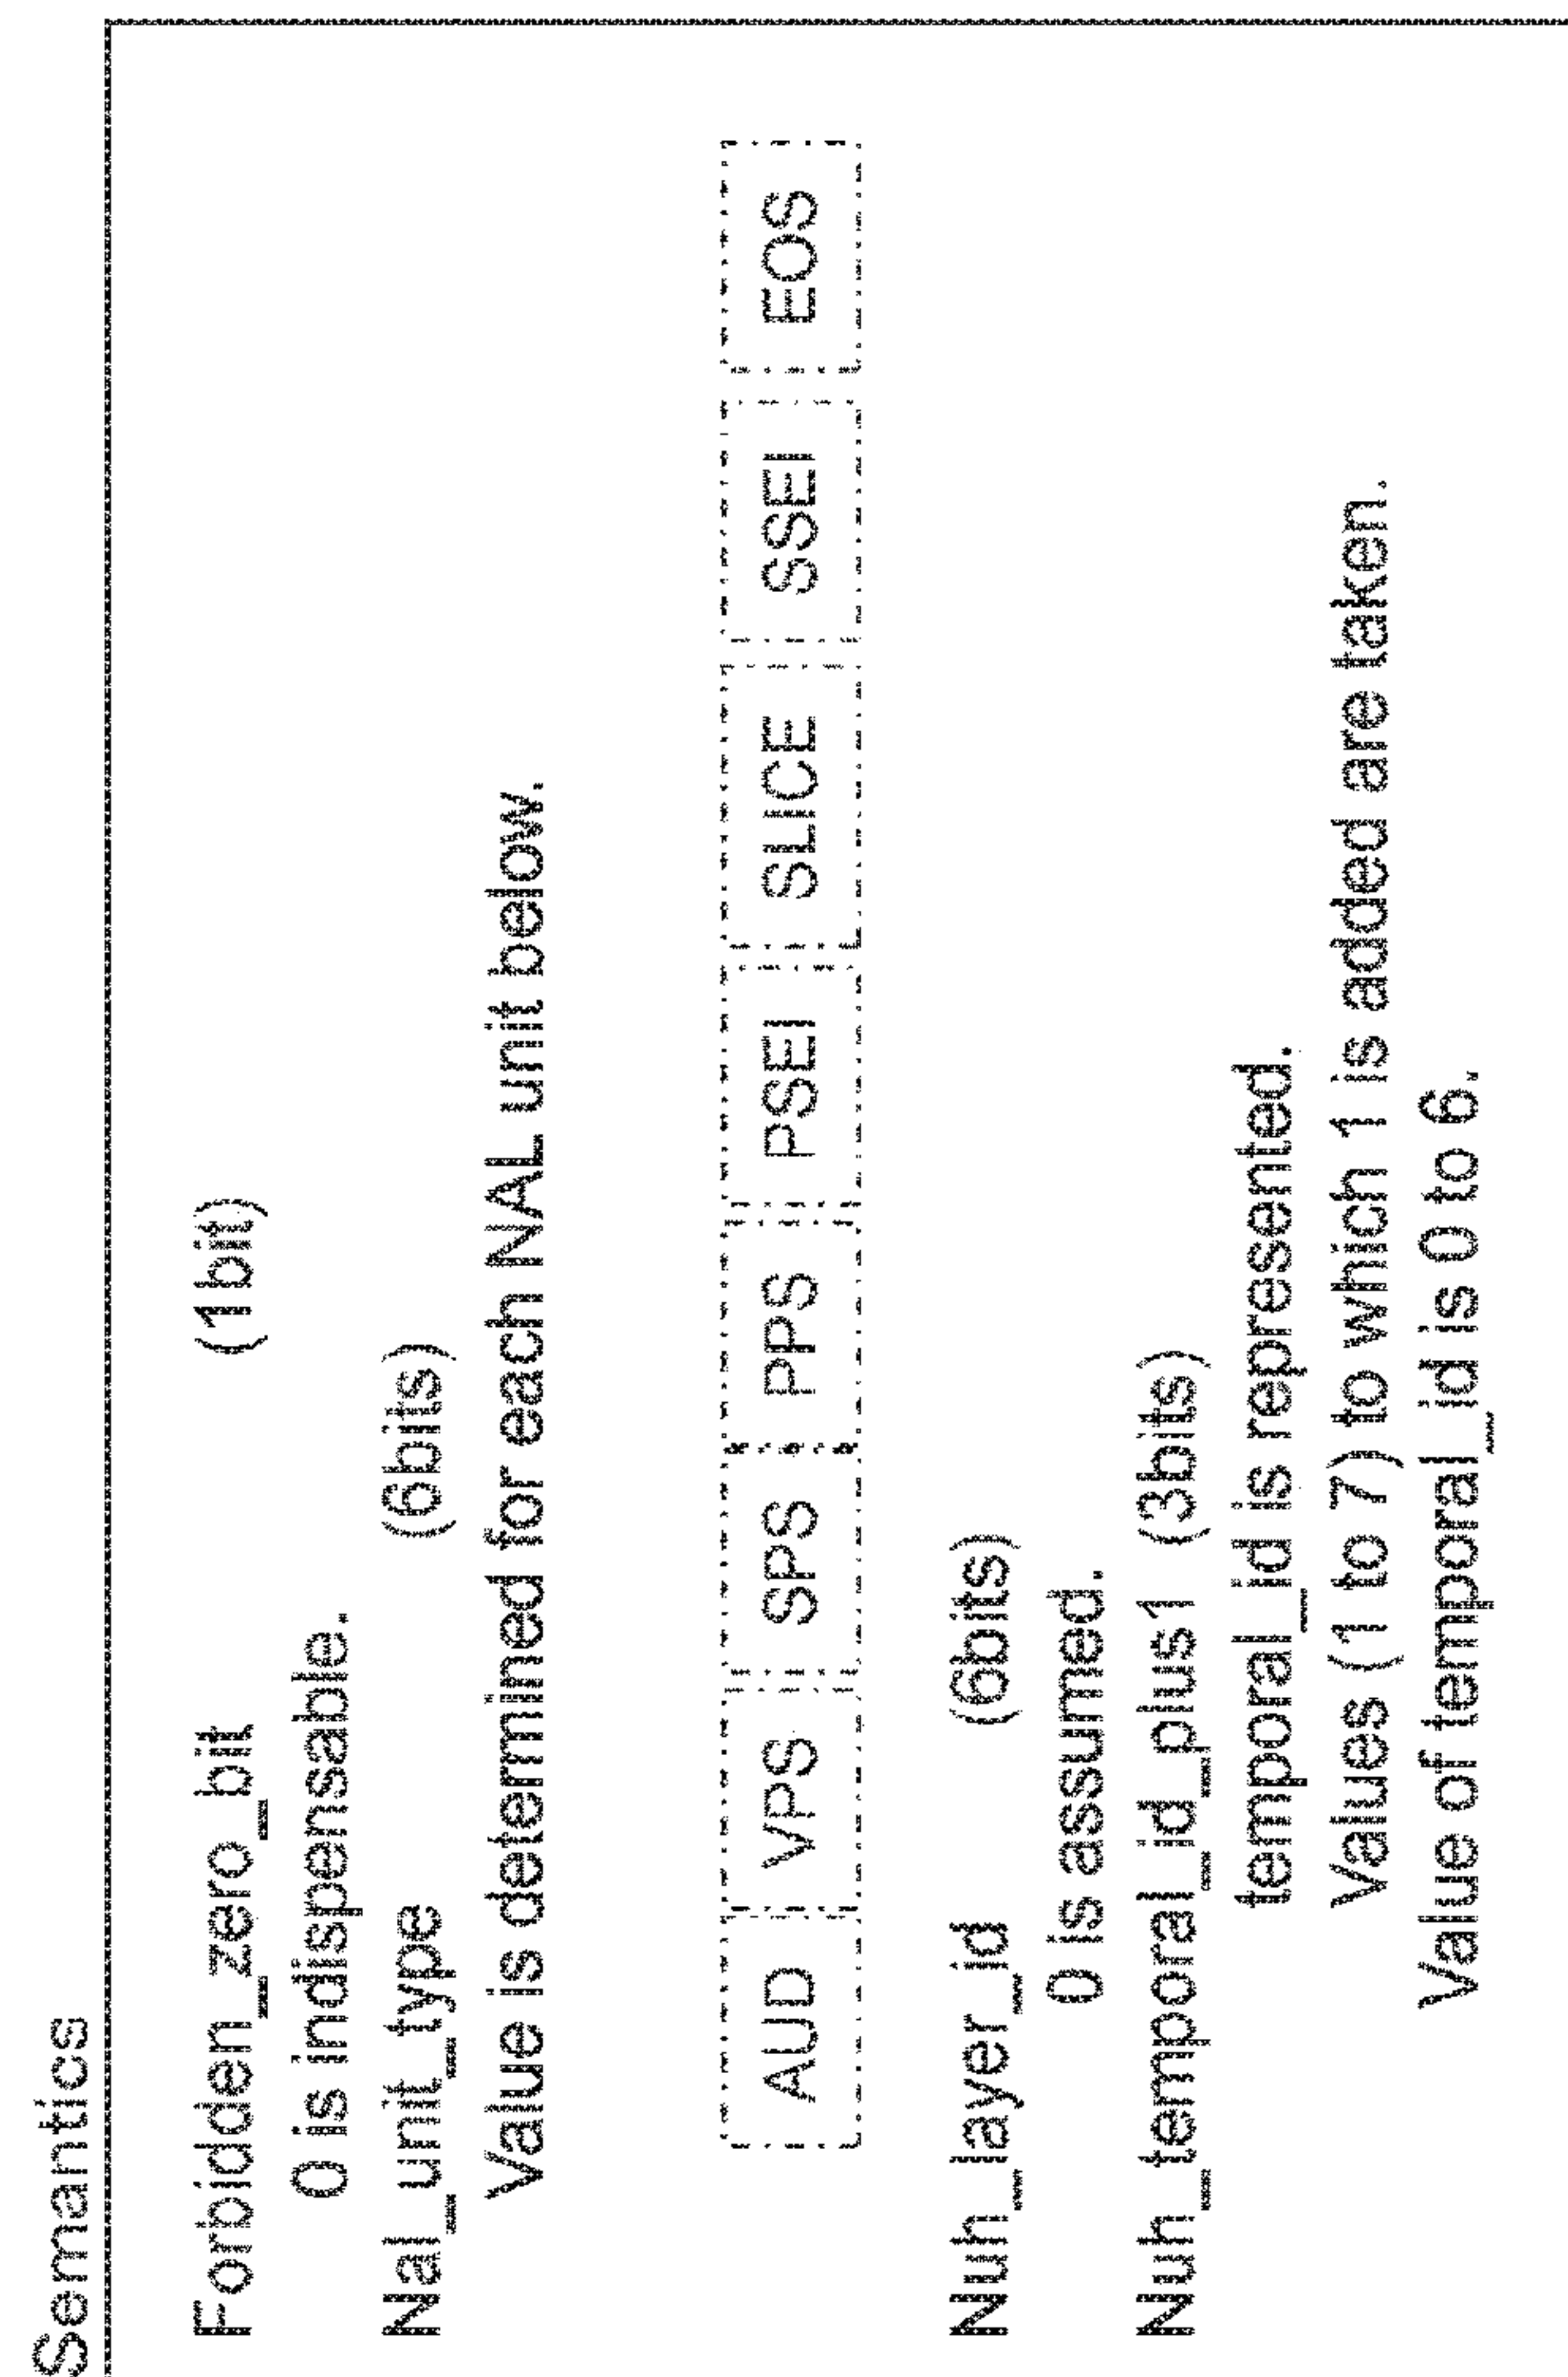 Semantics
Forbidden_zero_bit (1bit)
0 is indispensable.
Nal_unit_type (6bits)
Value is determined for each NAL unit below.
AUD VPS SPS PPS PSEI SLICE SSEI EOS
Nuh_layer_id (6bits)
0 is assumed.
Nuh_temporal_id_plus1 (3bits)
temporal_id is represented.
Values (1 to 7) to which 1 is added are taken.
Value of temporal_id is 0 to 6.